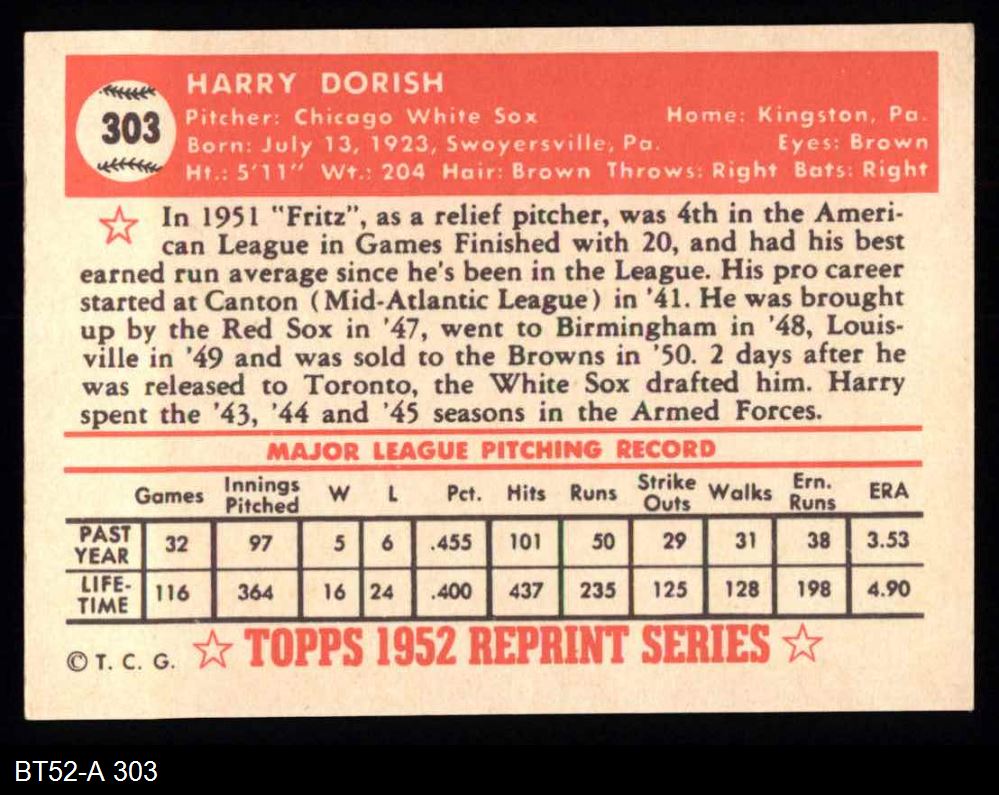 303
HARRY DORISH
Pitcher: Chicago White Sox Home: Kingston, Pa.
Born: July 13, 1923, Swoyersville, Pa. Eyes: Brown
Ht.: 5'11" Wt.: 204 Hair: Brown Throws: Right Bats: Right
In 1951 "Fritz", as a relief pitcher, was 4th in the Ameri-
can League in Games Finished with 20, and had his best
earned run average since he's been in the League. His pro career
started at Canton (Mid-Atlantic League) in '41. He was brought
up by the Red Sox in '47, went to Birmingham in '48, Louis-
ville in '49 and was sold to the Browns in '50. 2 days after he
was released to Toronto, the White Sox drafted him. Harry
spent the '43, '44 and '45 seasons in the Armed Forces.
MAJOR LEAGUE PITCHING RECORD
Games Innings Pitched W L Pct. Hits Runs Strike Outs Walks Ern. Runs ERA
PAST YEAR 32 97 5 6 .455 101 50 29 31 38 3.53
LIFE-TIME 116 364 16 24 .400 437 235 125 128 198 4.90
© T. C. G. TOPPS 1952 REPRINT SERIES
BT52-A 303